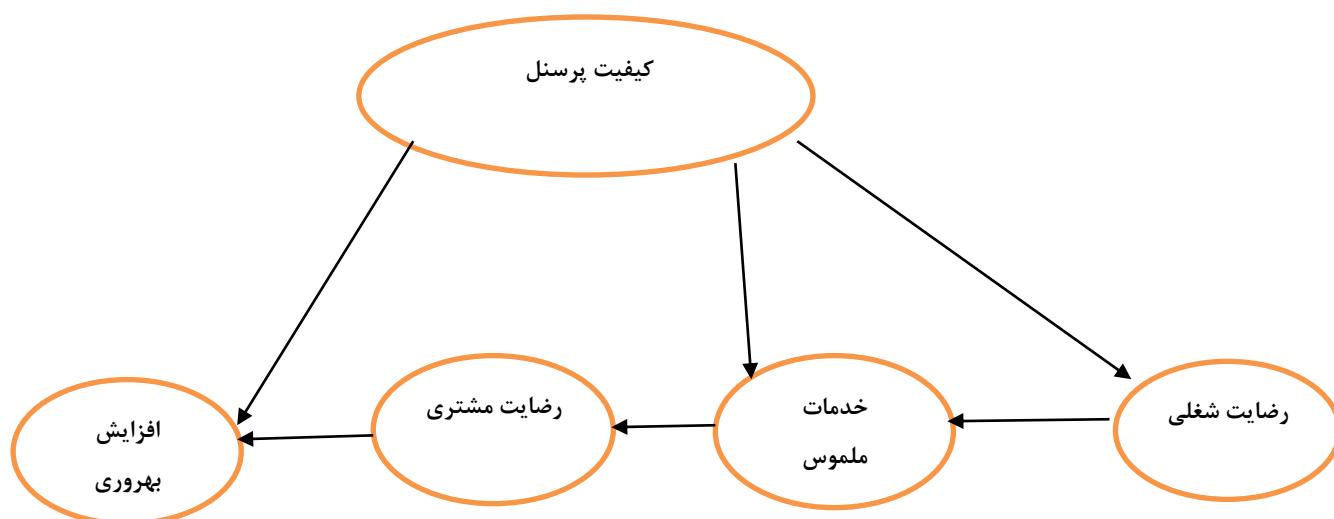 کیفیت پرسنل
رضایت شغلی
خدمات
ملموس
رضایت مشتری
افزایش
بهروری